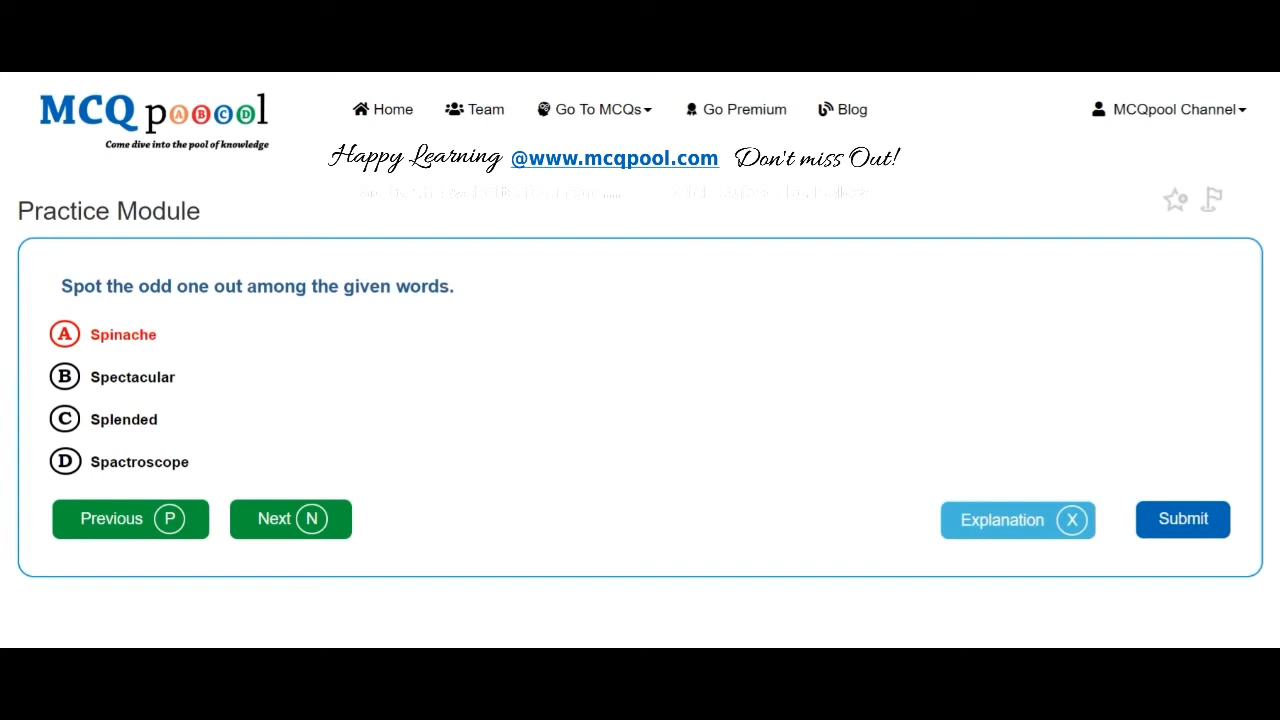 MCQ pooool
Come dive into the pool of knowledge
Home Team Go To MCQs Go Premium Blog MCQpool Channel
Happy Learning @www.mcqpool.com Don't miss Out!
Practice Module
Spot the odd one out among the given words.
A Spinache
B Spectacular
C Splended
D Spactroscope
Previous P Next N Explanation X Submit